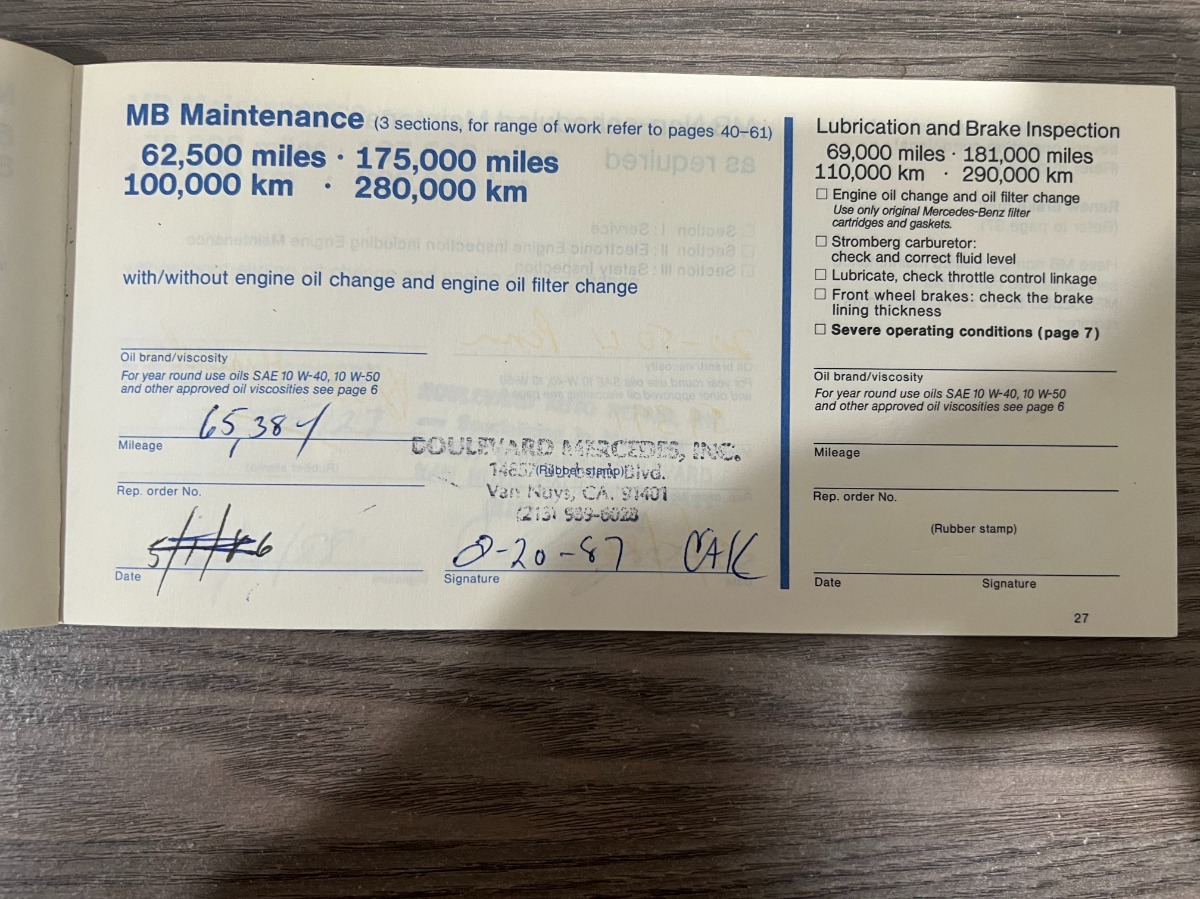 MB Maintenance (3 sections, for range of work refer to pages 40–61)
62,500 miles · 175,000 miles
100,000 km · 280,000 km
with/without engine oil change and engine oil filter change
Oil brand/viscosity
For year round use oils SAE 10 W-40, 10 W-50
and other approved oil viscosities see page 6
65,384
Mileage
BOULEVARD MERCEDES, INC.
(Rubber stamp) Blvd.
Rep. order No.
Van Nuys, CA. 91401
8-20-87
Date
Signature
Lubrication and Brake Inspection
69,000 miles · 181,000 miles
110,000 km · 290,000 km
☐ Engine oil change and oil filter change
Use only original Mercedes-Benz filter
cartridges and gaskets.
☐ Stromberg carburetor:
check and correct fluid level
☐ Lubricate, check throttle control linkage
☐ Front wheel brakes: check the brake
lining thickness
☐ Severe operating conditions (page 7)
Oil brand/viscosity
For year round use oils SAE 10 W-40, 10 W-50
and other approved oil viscosities see page 6
Mileage
Rep. order No.
(Rubber stamp)
Date Signature
27